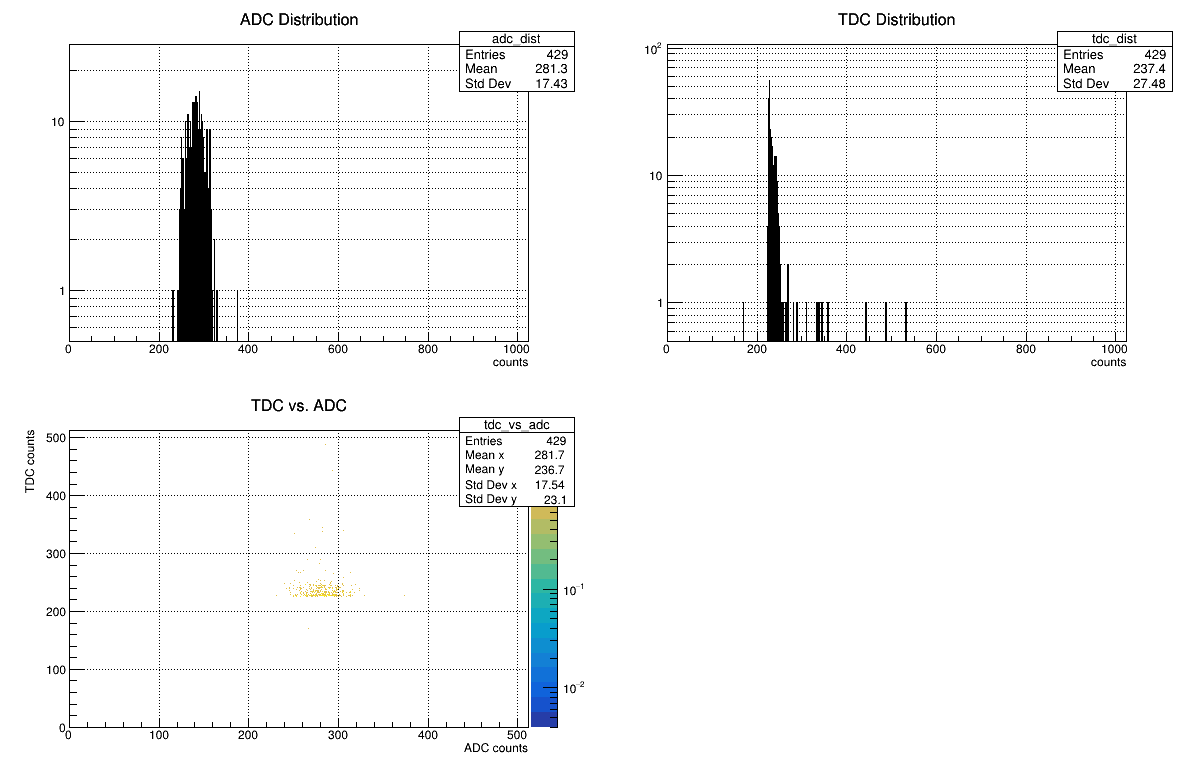 ADC Distribution
adc_dist
Entries 429
Mean 281.3
Std Dev 17.43
10
1
0 200 400 600 800 1000
counts
TDC Distribution
tdc_dist
Entries 429
Mean 237.4
Std Dev 27.48
10²
10
1
0 200 400 600 800 1000
counts
TDC vs. ADC
tdc_vs_adc
Entries 429
Mean x 281.7
Mean y 236.7
Std Dev x 17.54
Std Dev y 23.1
TDC counts
500
400
300
200
100
0
0 100 200 300 400 500
ADC counts
10⁻¹
10⁻²